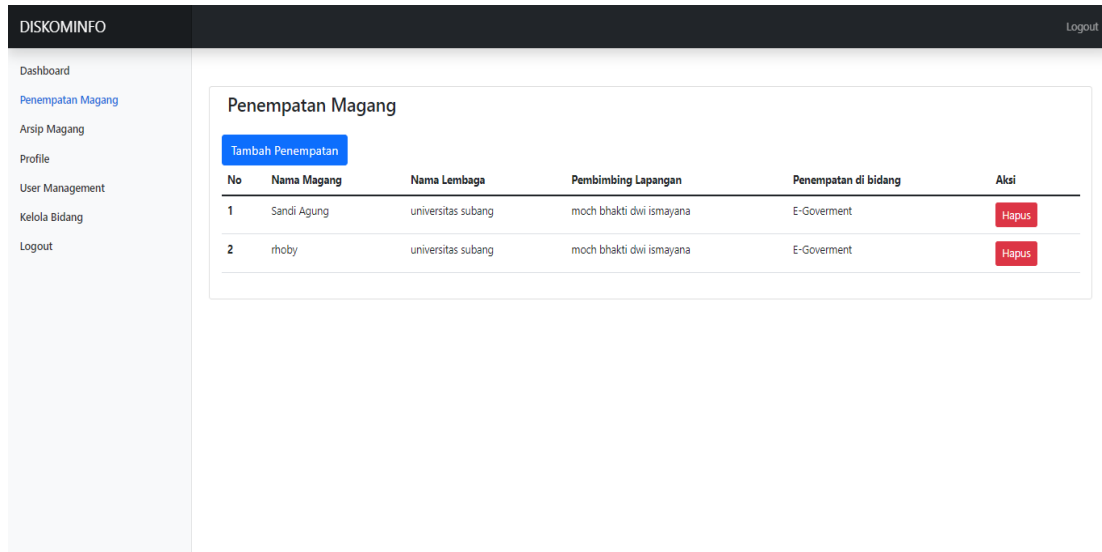 DISKOMINFO
Logout
Dashboard
Penempatan Magang
Arsip Magang
Profile
User Management
Kelola Bidang
Logout
Penempatan Magang
Tambah Penempatan
No Nama Magang Nama Lembaga Pembimbing Lapangan Penempatan di bidang Aksi
1 Sandi Agung universitas subang moch bhakti dwi ismayana E-Goverment Hapus
2 rhoby universitas subang moch bhakti dwi ismayana E-Goverment Hapus